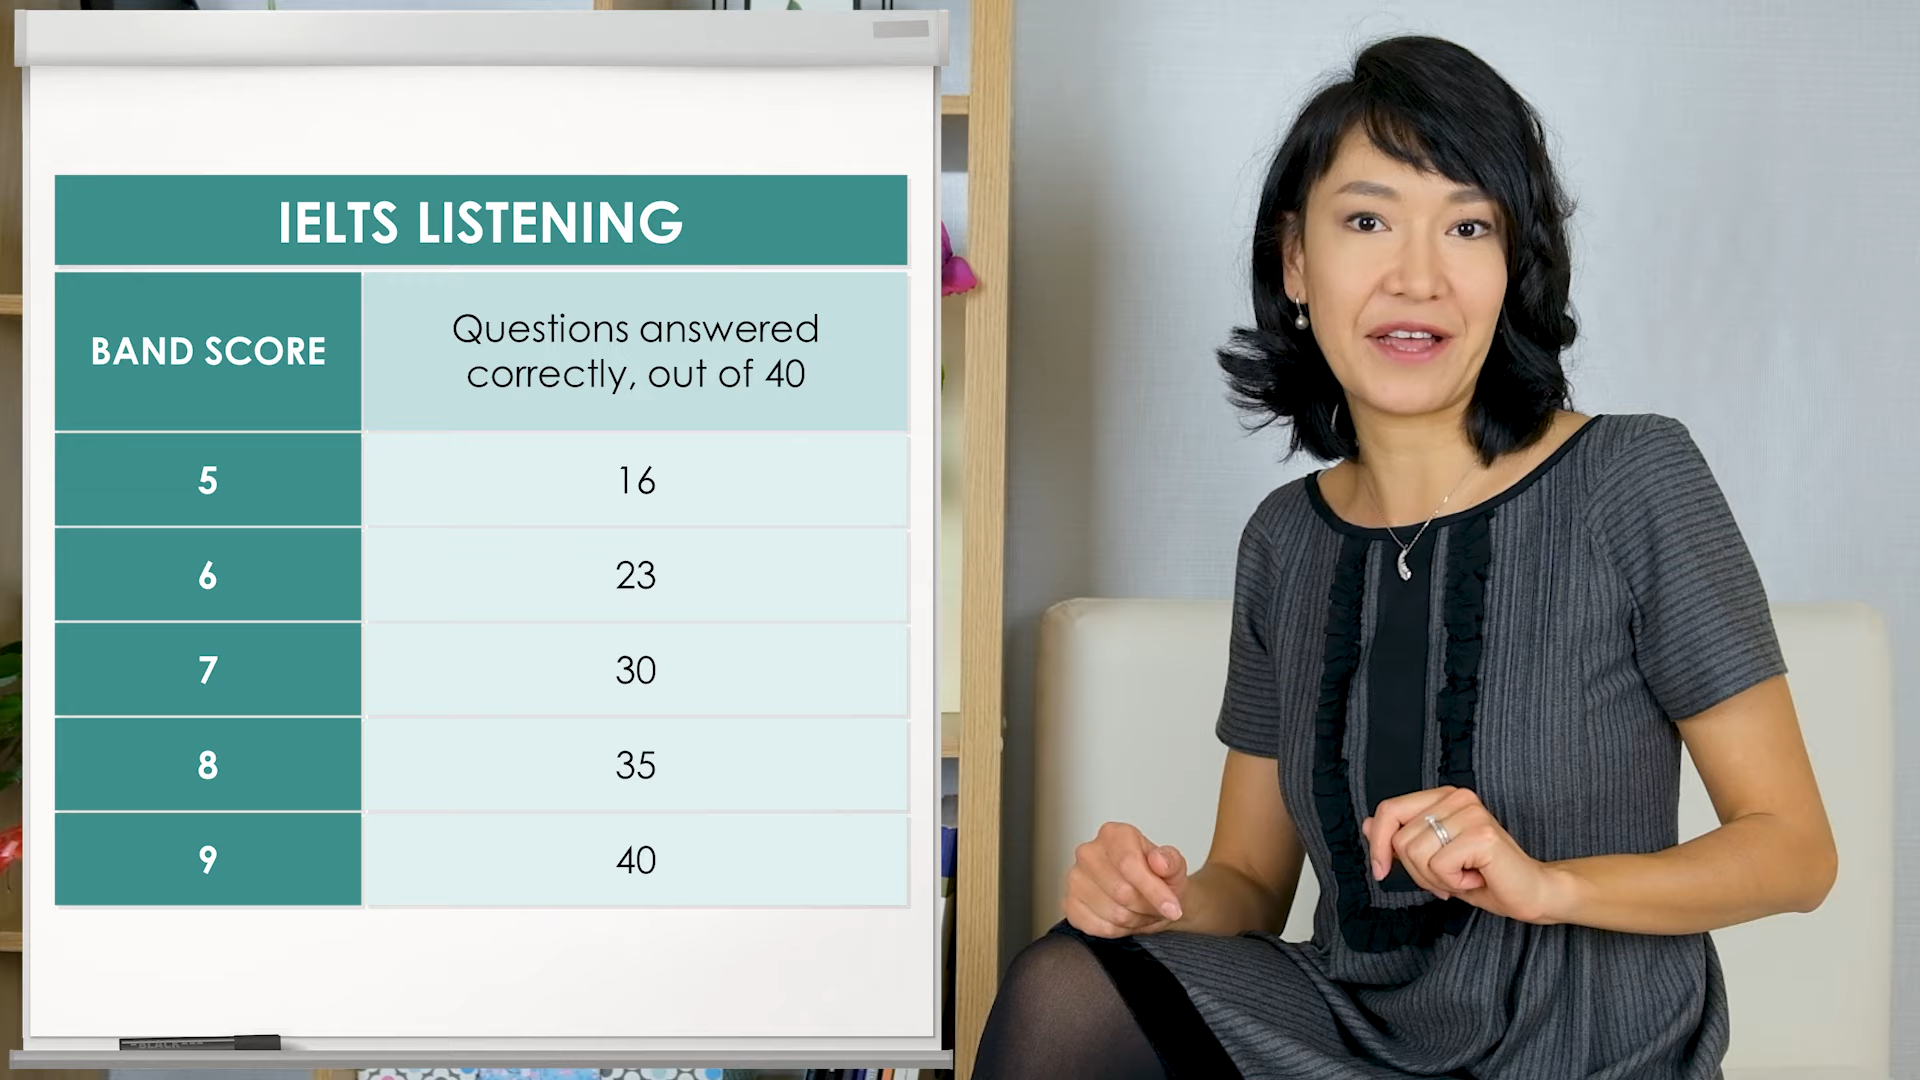 IELTS LISTENING
BAND SCORE
Questions answered
correctly, out of 40
5 16
6 23
7 30
8 35
9 40
BLACK